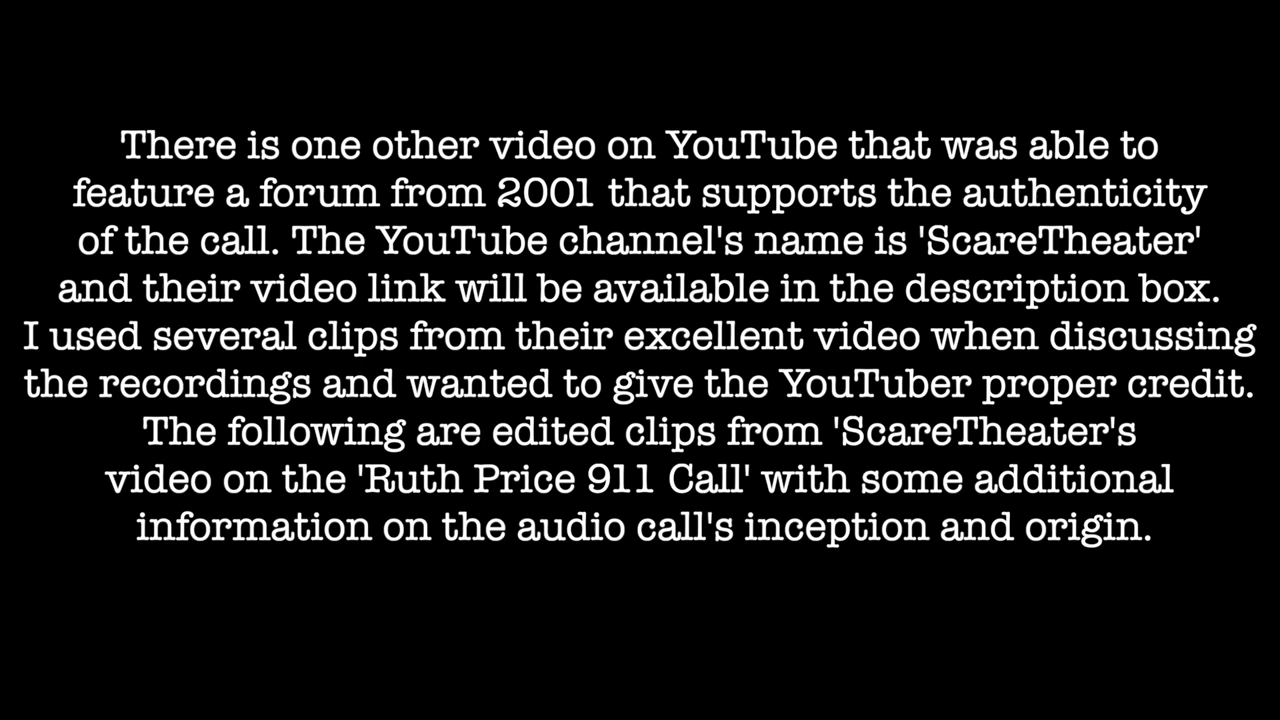 There is one other video on YouTube that was able to
feature a forum from 2001 that supports the authenticity
of the call. The YouTube channel's name is 'ScareTheater'
and their video link will be available in the description box.
I used several clips from their excellent video when discussing
the recordings and wanted to give the YouTuber proper credit.
The following are edited clips from 'ScareTheater's
video on the 'Ruth Price 911 Call' with some additional
information on the audio call's inception and origin.